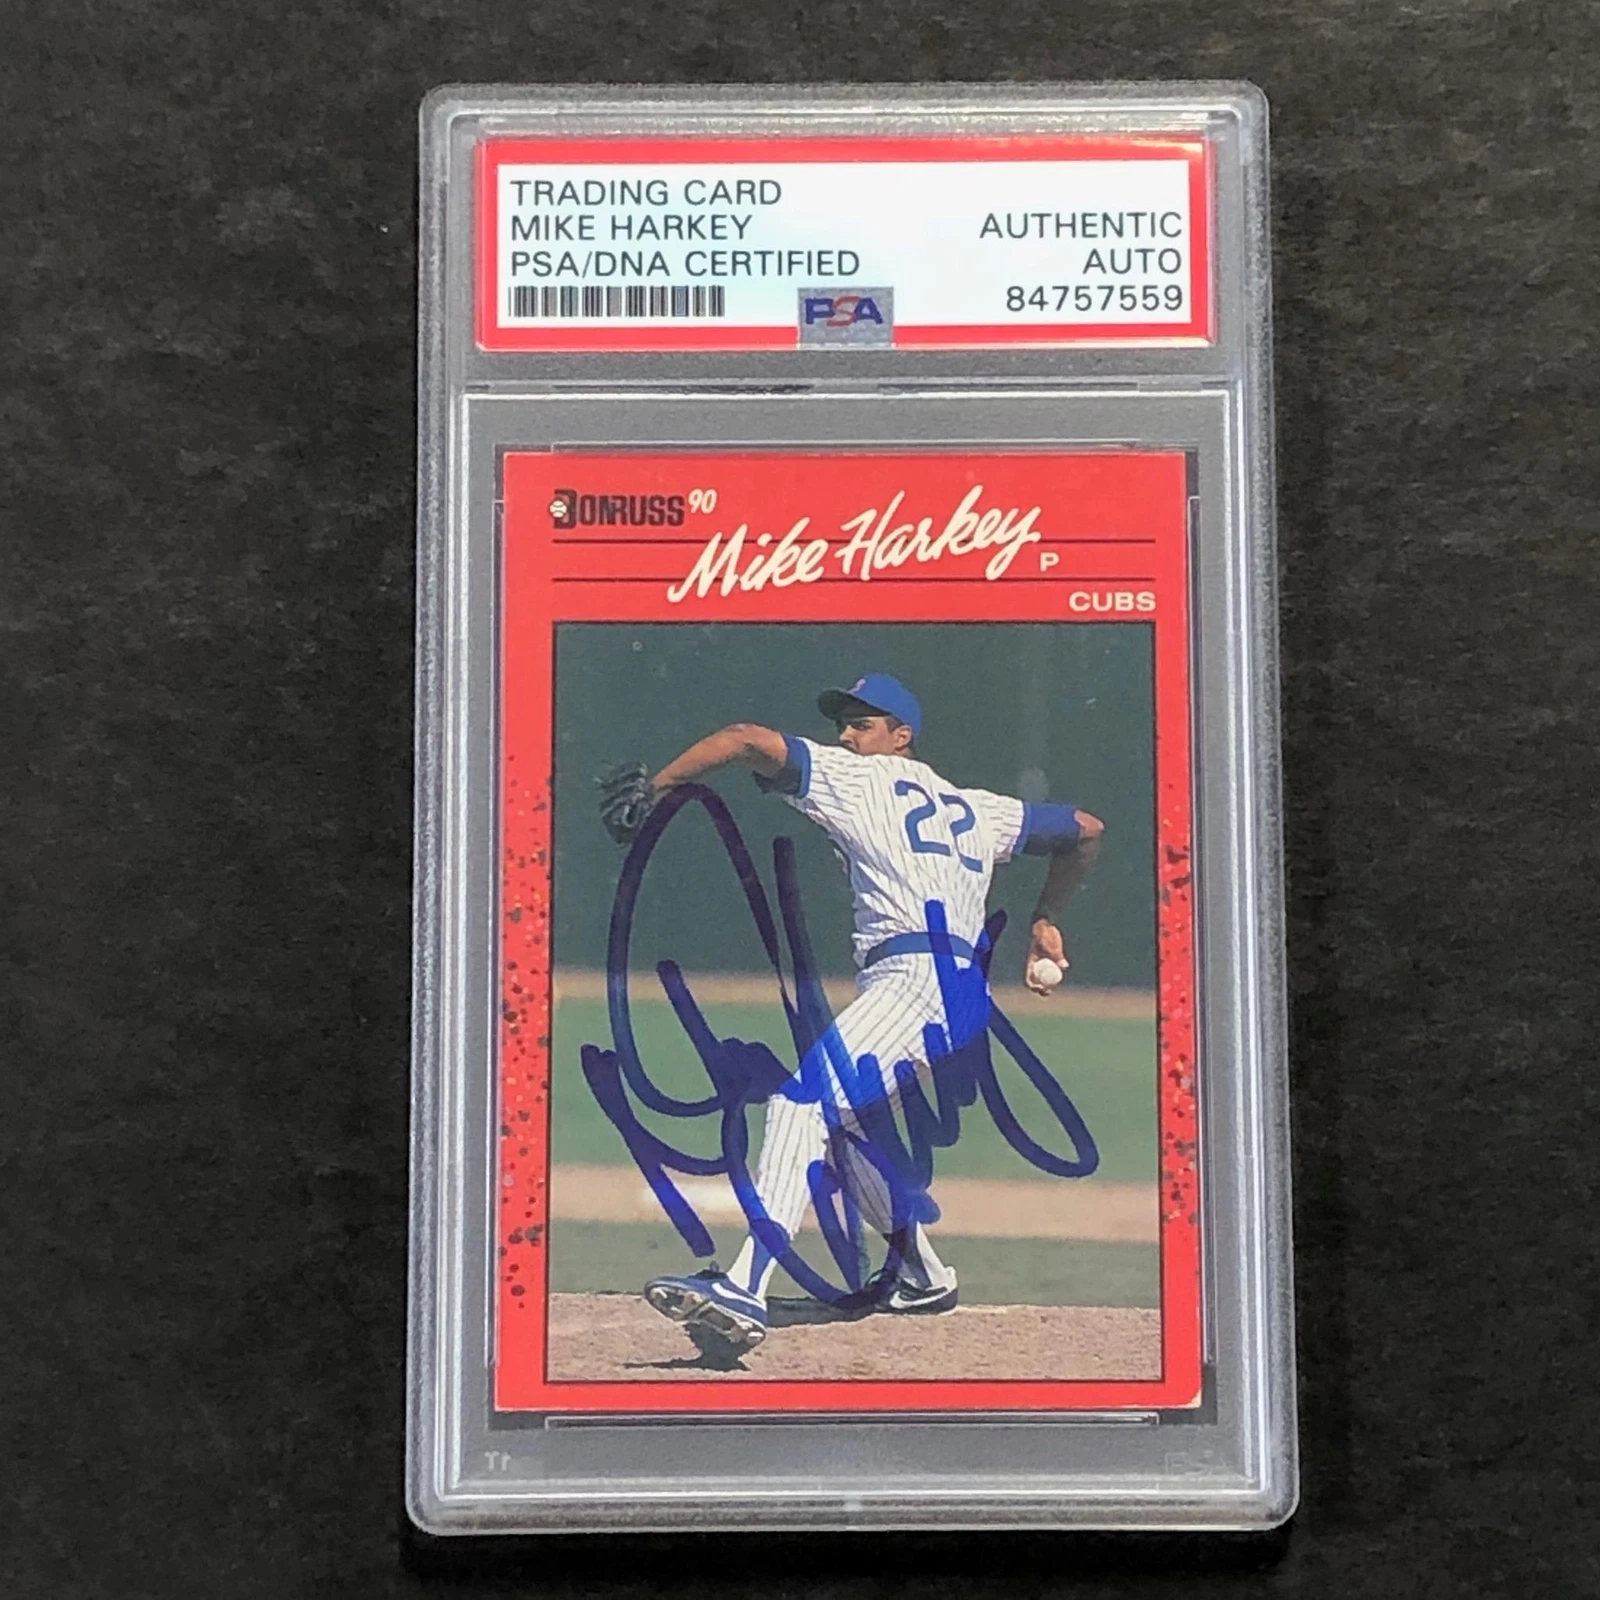 TRADING CARD
MIKE HARKEY AUTHENTIC
PSA/DNA CERTIFIED AUTO
PSA 84757559
DONRUSS 90
Mike Harkey P
CUBS
22